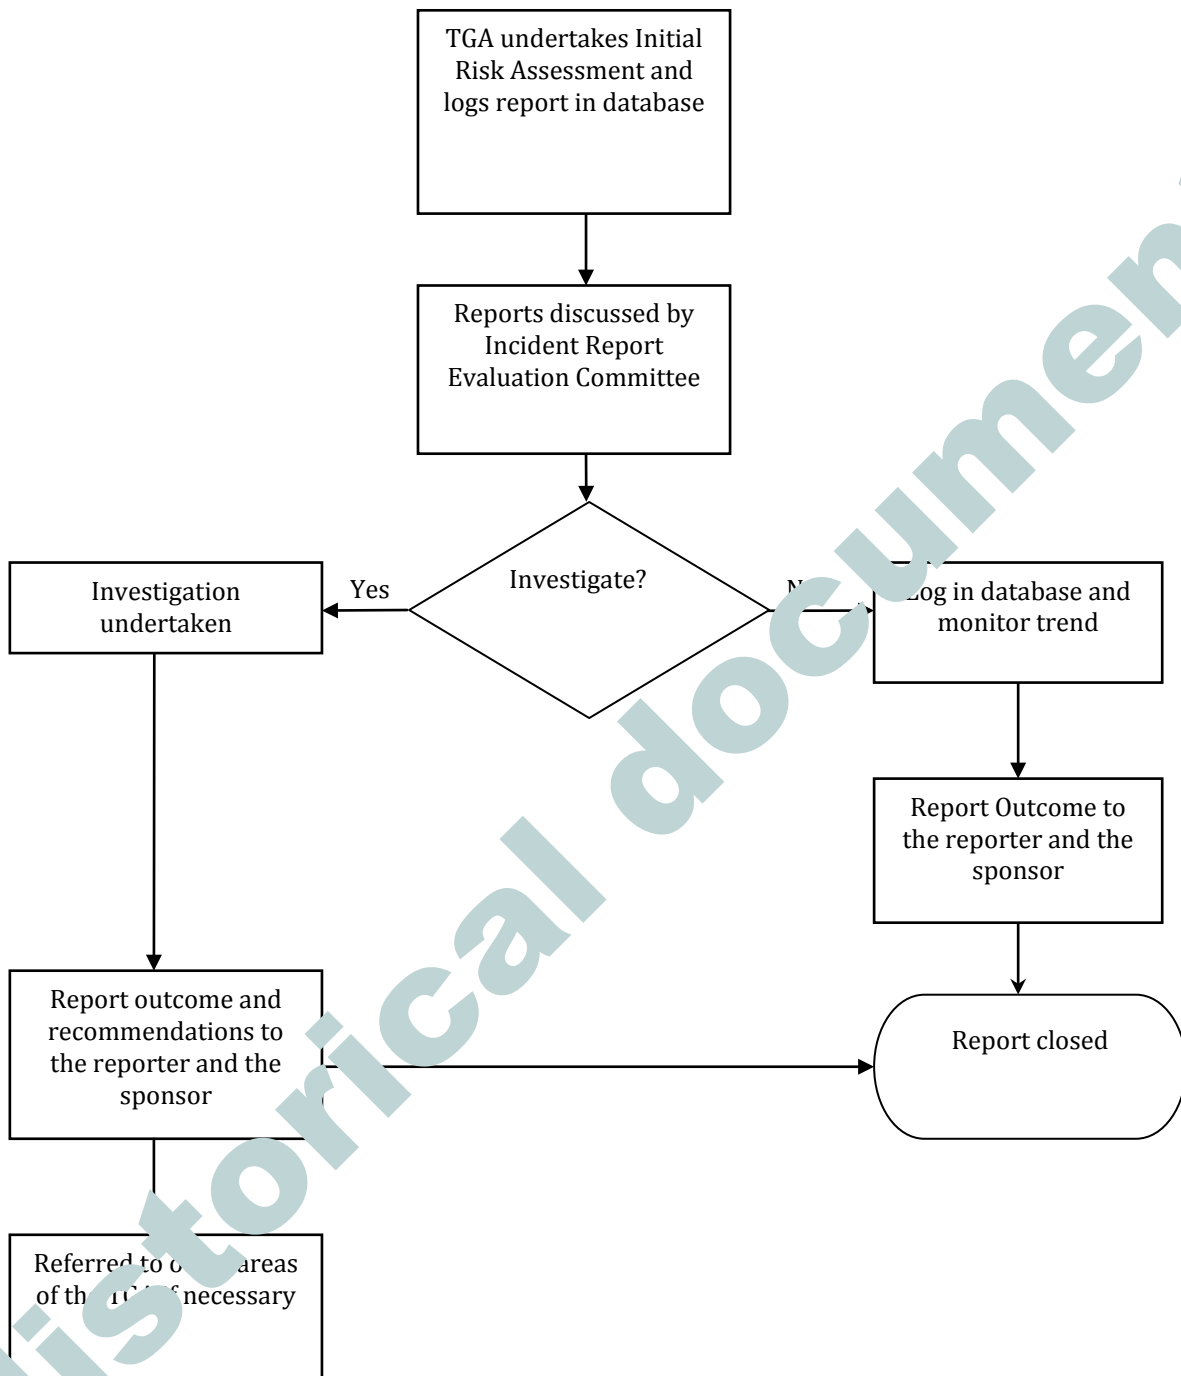 TGA undertakes Initial
Risk Assessment and
logs report in database
Reports discussed by
Incident Report
Evaluation Committee
Investigate?
Yes
Investigation
undertaken
Log in database and
monitor trend
Report Outcome to
the reporter and the
sponsor
Report outcome and
recommendations to
the reporter and the
sponsor
Report closed
Referred to areas
of the if necessary
historical document